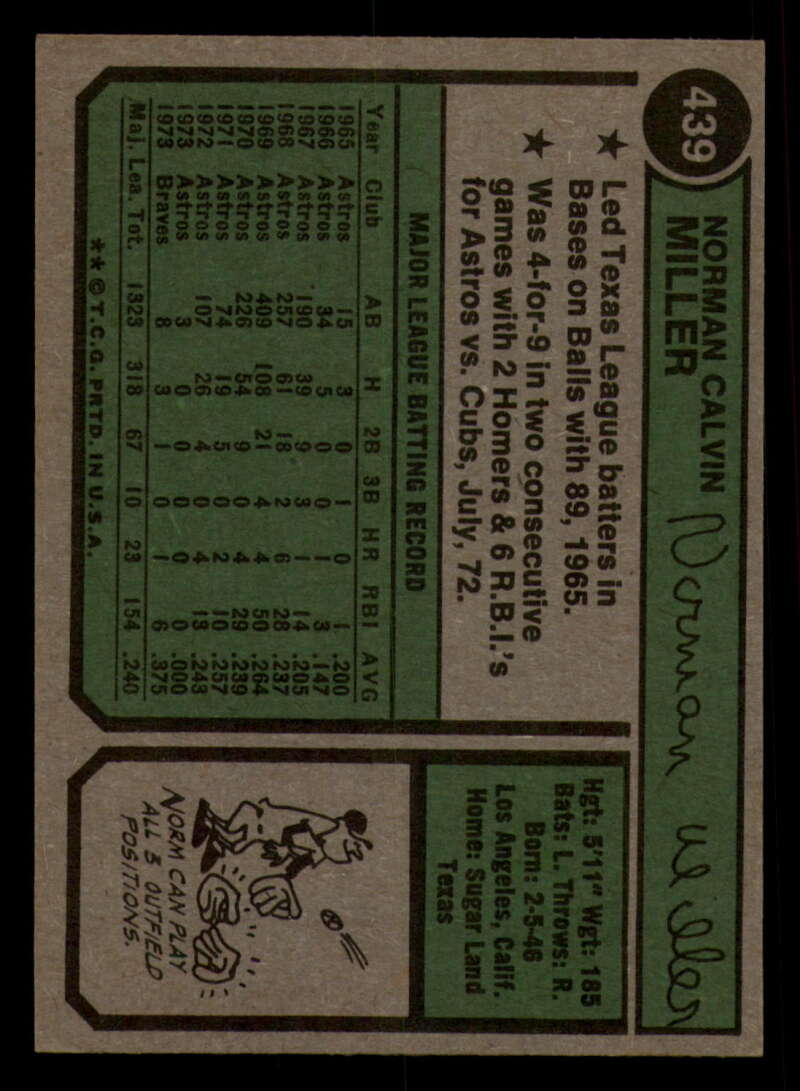 439
NORMAN CALVIN
MILLER
Norman Miller
★ Led Texas League batters in
Bases on Balls with 89, 1965.
★ Was 4-for-9 in two consecutive
games with 2 Homers & 6 R.B.I.'s
for Astros vs. Cubs, July, 72.
MAJOR LEAGUE BATTING RECORD
Year Club AB H 2B 3B HR RBI AVG
1965 Astros 15 3 0 1 0 1 .200
1966 Astros 34 5 0 0 1 3 .147
1967 Astros 190 39 9 3 1 14 .205
1968 Astros 257 61 18 2 6 28 .237
1969 Astros 409 108 21 4 4 50 .264
1970 Astros 226 54 9 0 4 29 .239
1971 Astros 74 19 5 0 2 10 .257
1972 Astros 107 26 4 0 4 13 .243
1973 Astros 3 0 0 0 0 0 .000
1973 Braves 8 3 1 0 1 6 .375
Maj. Lea. Tot. 1323 318 67 10 23 154 .240
**©T.C.G. PRTD. IN U.S.A.
Hgt: 5'11" Wgt: 185
Bats: L. Throws: R.
Born: 2-5-46
Los Angeles, Calif.
Home: Sugar Land
Texas
NORM CAN PLAY
ALL 3 OUTFIELD
POSITIONS.